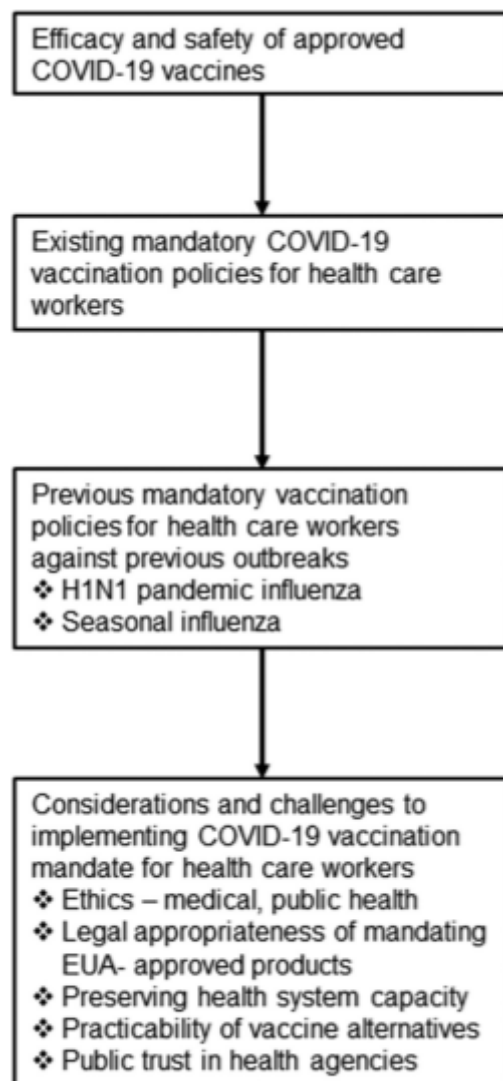 Efficacy and safety of approved
COVID-19 vaccines
Existing mandatory COVID-19
vaccination policies for health care
workers
Previous mandatory vaccination
policies for health care workers
against previous outbreaks
❖ H1N1 pandemic influenza
❖ Seasonal influenza
Considerations and challenges to
implementing COVID-19 vaccination
mandate for health care workers
❖ Ethics – medical, public health
❖ Legal appropriateness of mandating
EUA- approved products
❖ Preserving health system capacity
❖ Practicability of vaccine alternatives
❖ Public trust in health agencies